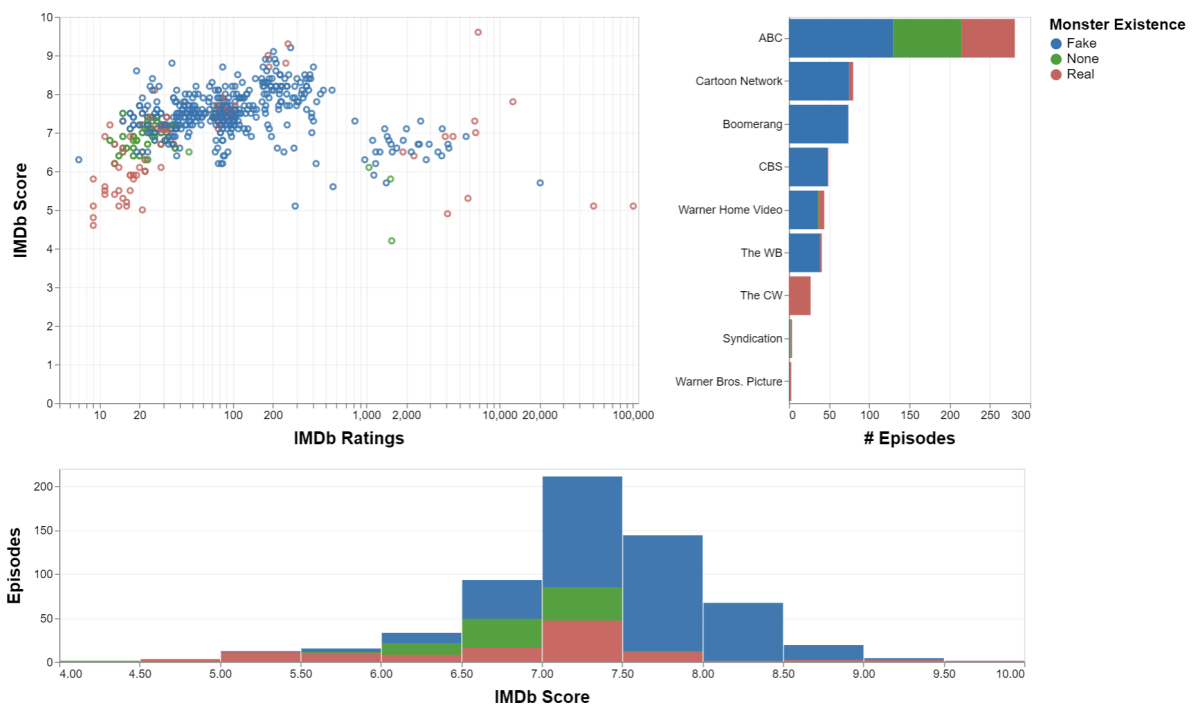 10
9
8
7
6
5
4
3
2
1
0
IMDb Score
10 20 100 200 1,000 2,000 10,000 20,000 100,000
IMDb Ratings
ABC
Cartoon Network
Boomerang
CBS
Warner Home Video
The WB
The CW
Syndication
Warner Bros. Picture
0 50 100 150 200 250 300
# Episodes
Monster Existence
Fake
None
Real
200
150
100
50
0
Episodes
4.00 4.50 5.00 5.50 6.00 6.50 7.00 7.50 8.00 8.50 9.00 9.50 10.00
IMDb Score